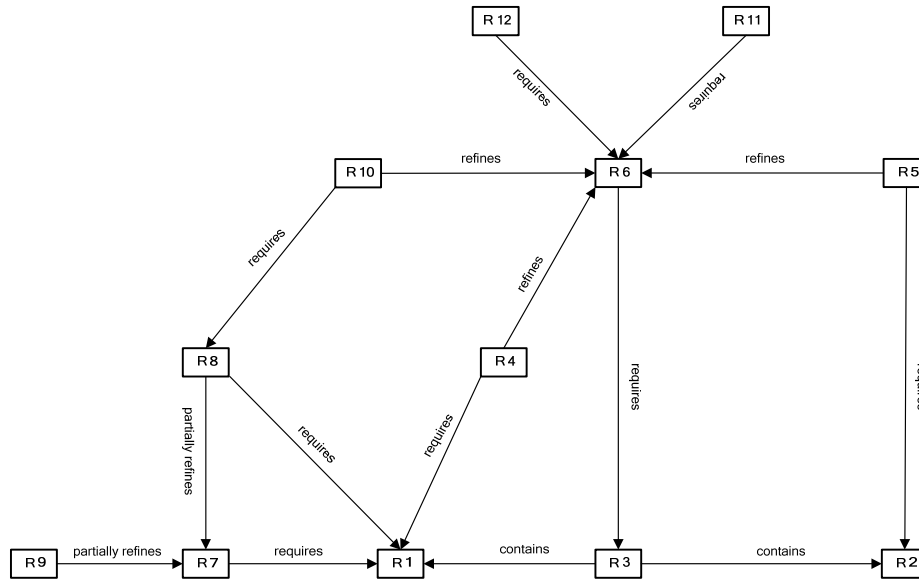 R 12
R 11
requires
requires
R 10
refines
R 6
refines
R 5
requires
refines
R 8
R 4
requires
requires
partially refines
requires
requires
R 9
partially refines
R 7
requires
R 1
contains
R 3
contains
R 2